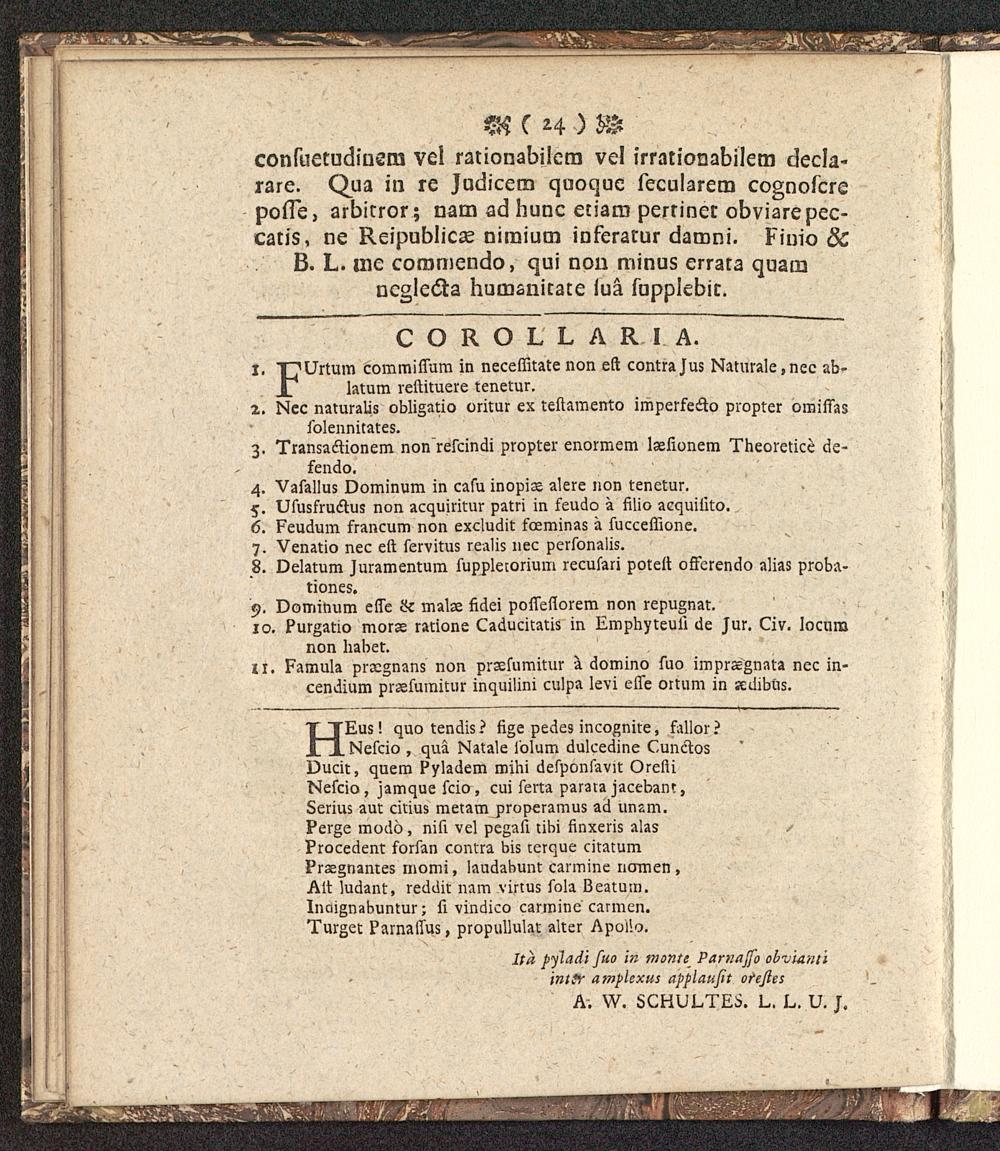 ( 24 )
conſuetudinem vel rationabilem vel irrationabilem decla-
rare. Qua in re Judicem quoque ſecularem cognoſcre
poſſe, arbitror; nam ad hunc etiam pertinet obviare pec-
catis, ne Reipublicæ nimium inferatur damni. Finio &
B. L. me commendo, qui non minus errata quam
neglecta humanitate ſuâ ſupplebit.
COROLLARIA.
1. FUrtum commiſſum in neceſſitate non eſt contra Jus Naturale, nec ab-
latum reſtituere tenetur.
2. Nec naturalis obligatio oritur ex teſtamento imperfecto propter omiſſas
ſolennitates.
3. Transactionem non reſcindi propter enormem læſionem Theoreticè de-
fendo.
4. Vaſallus Dominum in caſu inopiæ alere non tenetur.
5. Uſusfructus non acquiritur patri in feudo à filio acquiſito.
6. Feudum francum non excludit fœminas à ſucceſſione.
7. Venatio nec eſt ſervitus realis nec perſonalis.
8. Delatum Juramentum ſuppletorium recuſari poteſt offerendo alias proba-
tiones.
9. Dominum eſſe & malæ fidei poſſeſſorem non repugnat.
10. Purgatio moræ ratione Caducitatis in Emphyteuſi de Jur. Civ. locum
non habet.
11. Famula prægnans non præſumitur à domino ſuo imprægnata nec in-
cendium præſumitur inquilini culpa levi eſſe ortum in ædibus.
HEus! quo tendis? fige pedes incognite, fallor?
Neſcio, quâ Natale ſolum dulcedine Cunctos
Ducit, quem Pyladem mihi deſponſavit Oreſti
Neſcio, jamque ſcio, cui ſerta parata jacebant,
Serius aut citius metam properamus ad unam.
Perge modò, niſi vel pegaſi tibi finxeris alas
Procedent forſan contra bis terque citatum
Prægnantes momi, laudabunt carmine nomen,
Aſt ludant, reddit nam virtus ſola Beatum.
Indignabuntur; ſi vindico carmine carmen.
Turget Parnaſſus, propullulat alter Apollo.
Ità pyladi ſuo in monte Parnaſſo obvianti
inter amplexus applauſit oreſtes
A. W. SCHULTES. L. L. U. J.